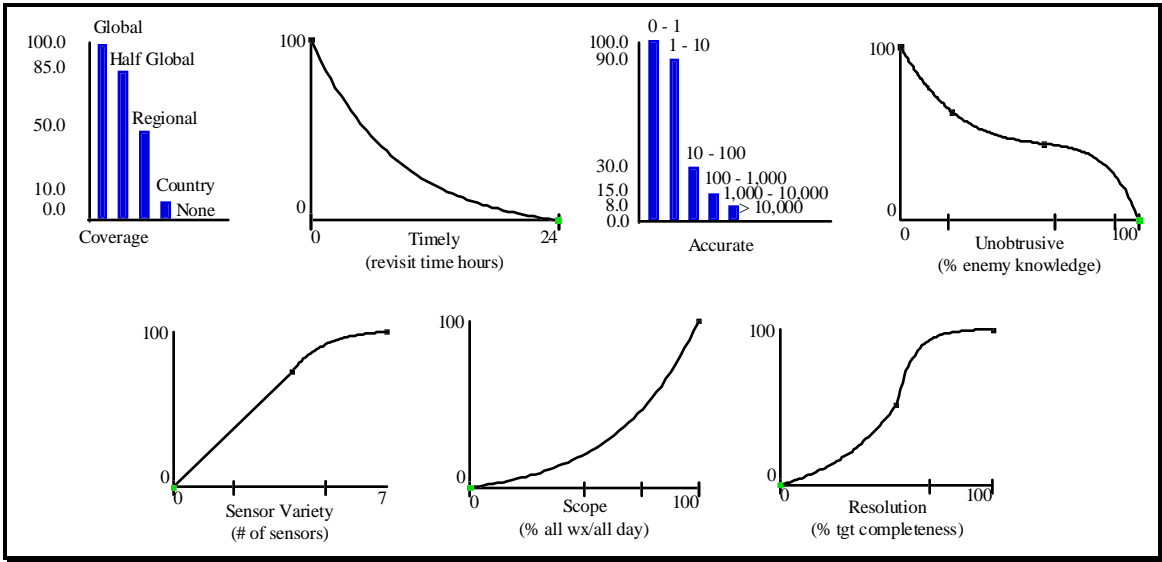 Global
100.0
Half Global
85.0
Regional
50.0
Country
10.0
None
0.0
Coverage
100
0
0
24
Timely
(revisit time hours)
0 - 1
100.0
1 - 10
90.0
10 - 100
30.0
100 - 1,000
15.0
1,000 - 10,000
8.0
> 10,000
0.0
Accurate
100
0
0
100
Unobtrusive
(% enemy knowledge)
100
0
0
7
Sensor Variety
(# of sensors)
100
0
0
100
Scope
(% all wx/all day)
100
0
0
100
Resolution
(% tgt completeness)